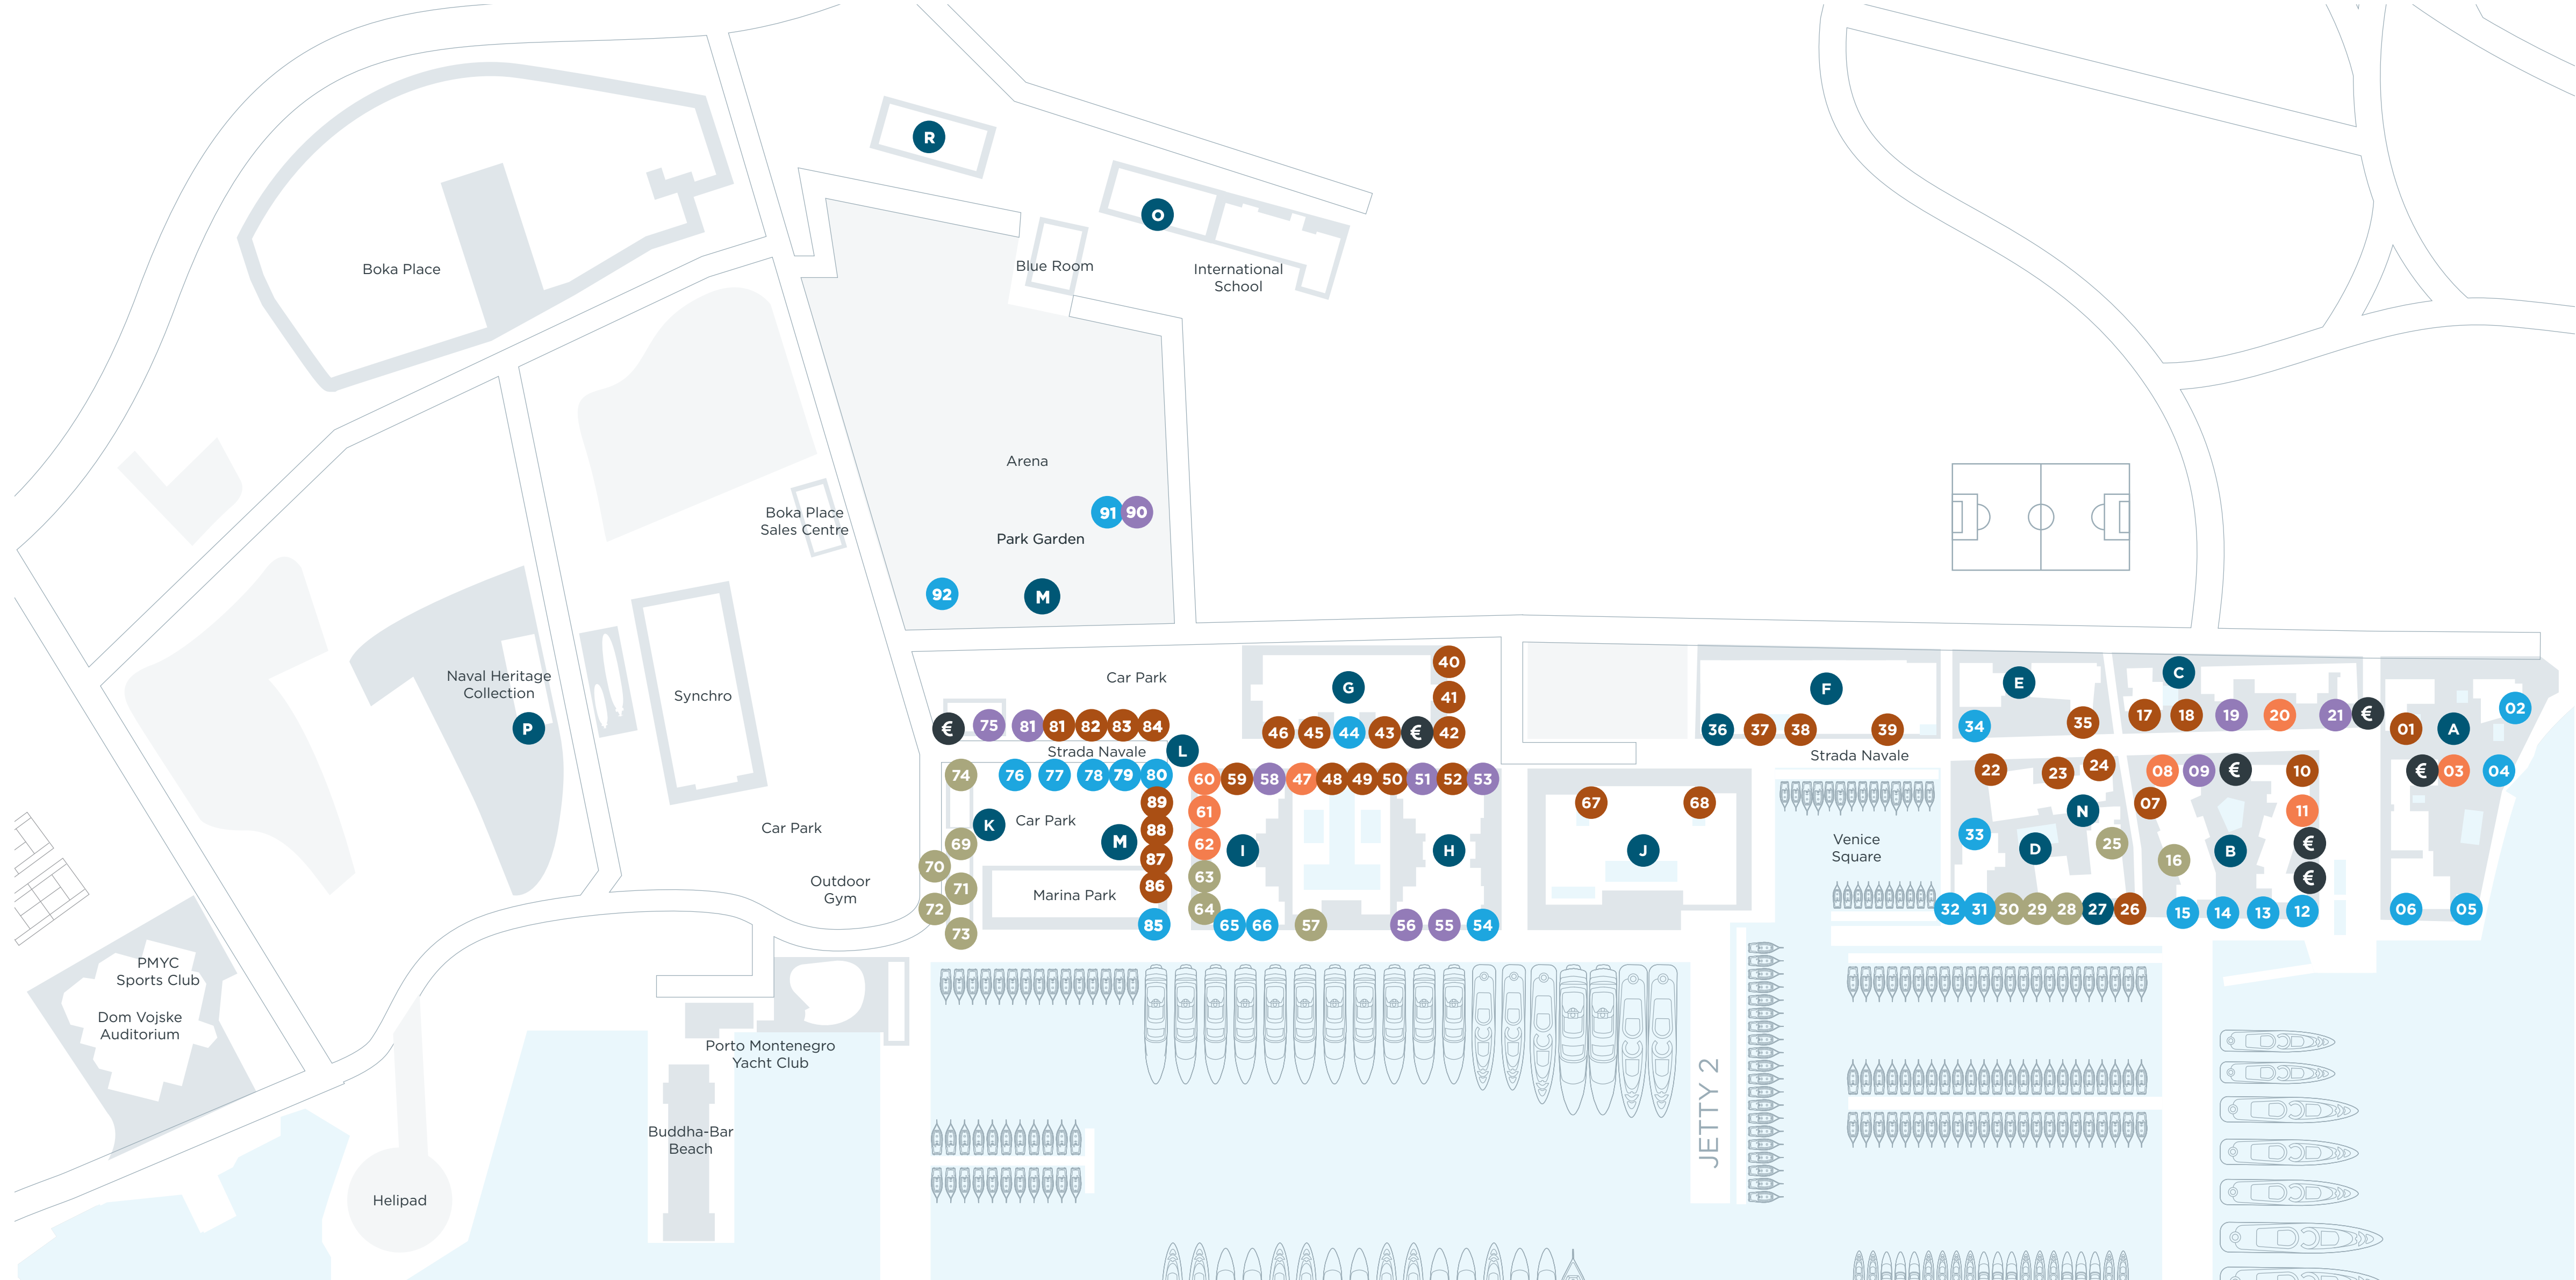 R
O
Boka Place
Blue Room
International
School
Arena
Boka Place
Sales Centre
91
90
Park Garden
92
M
Naval Heritage
Collection
P
Synchro
Car Park
G
40
41
F
E
C
02
€
75
81
81
82
83
84
46
45
44
43
€
42
36
37
38
39
34
35
17
18
19
20
21
€
01
A
Strada Navale
L
Strada Navale
74
76
77
78
79
80
60
59
58
47
48
49
50
51
52
53
22
23
24
08
09
€
10
€
03
04
89
61
67
68
07
11
Car Park
K
Car Park
M
88
62
I
H
J
Venice
Square
33
N
D
25
16
B
€
€
69
70
71
72
73
87
86
85
Outdoor
Gym
Marina Park
63
64
65
66
57
56
55
54
32
31
30
29
28
27
26
15
14
13
12
06
05
PMYC
Sports Club
Dom Vojske
Auditorium
Porto Montenegro
Yacht Club
JETTY 2
Buddha-Bar
Beach
Helipad